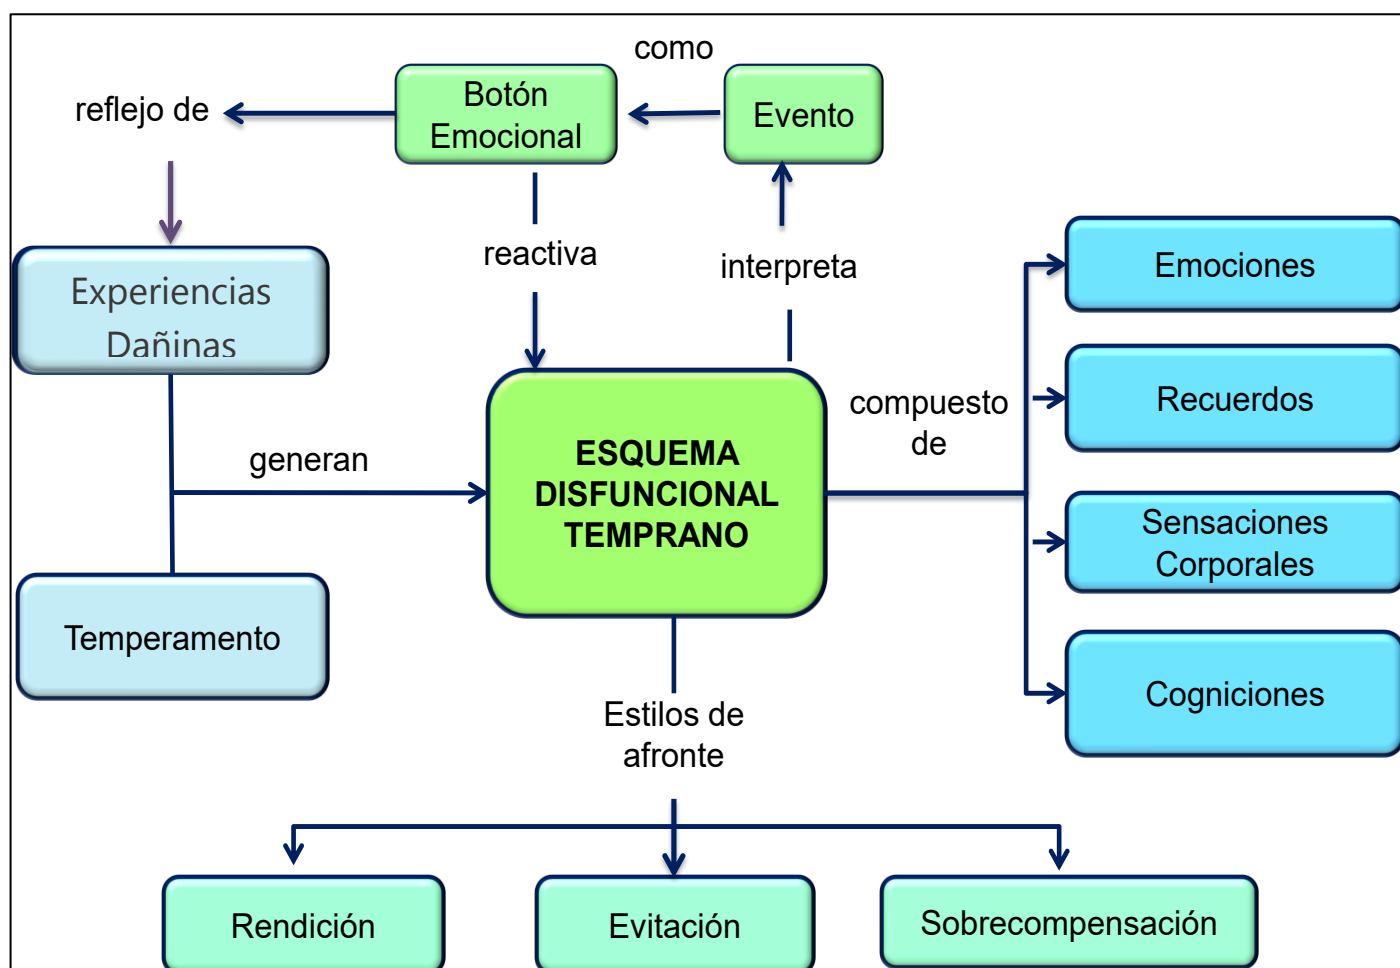 como
Botón
Emocional
Evento
reflejo de
reactiva
interpreta
Experiencias
Dañinas
Emociones
Recuerdos
compuesto
de
generan
ESQUEMA
DISFUNCIONAL
TEMPRANO
Sensaciones
Corporales
Temperamento
Cogniciones
Estilos de
afronte
Rendición
Evitación
Sobrecompensación